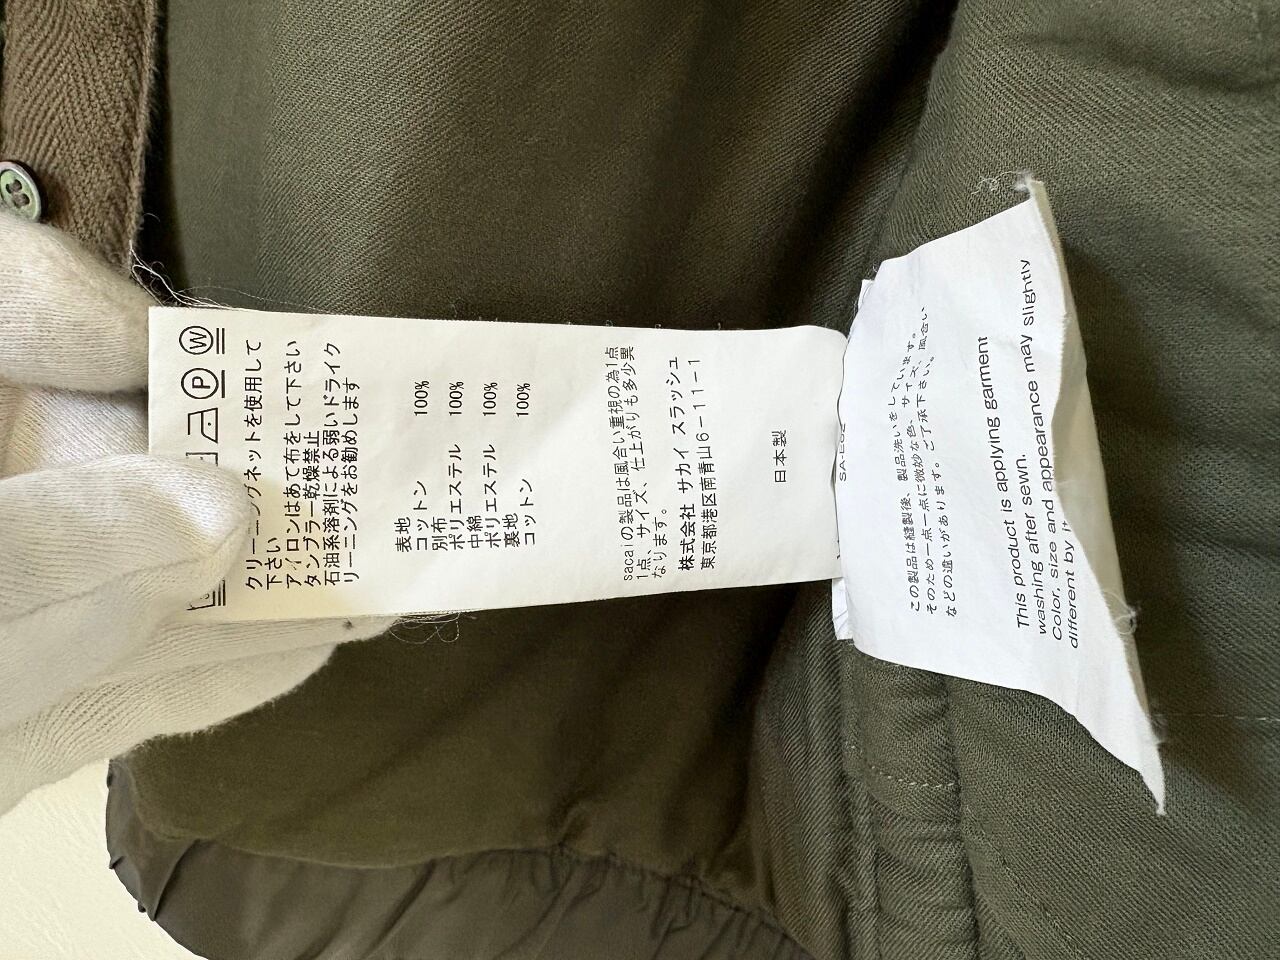 P
W
クリーニングネットを使用して
下さい
アイロンはあて布をして下さい
タンブラー乾燥禁止
石油系溶剤による弱いドライク
リーニングをお勧めします
表地
コットン 100%
別布
ポリエステル 100%
中綿
ポリエステル 100%
裏地
コットン 100%
sacaiの製品は風合い重視の為1点
1点、サイズ、仕上がりも多少異
なります。
株式会社 サカイ スラッシュ
東京都港区南青山6-11-1
日本製
この製品は縫製後、製品洗いをしています。
そのため一点一点に微妙な色、サイズ、風合い
などの違いがあります。ご了承下さい。
This product is applying garment
washing after sewn.
Color, size and appearance may slightly
different by